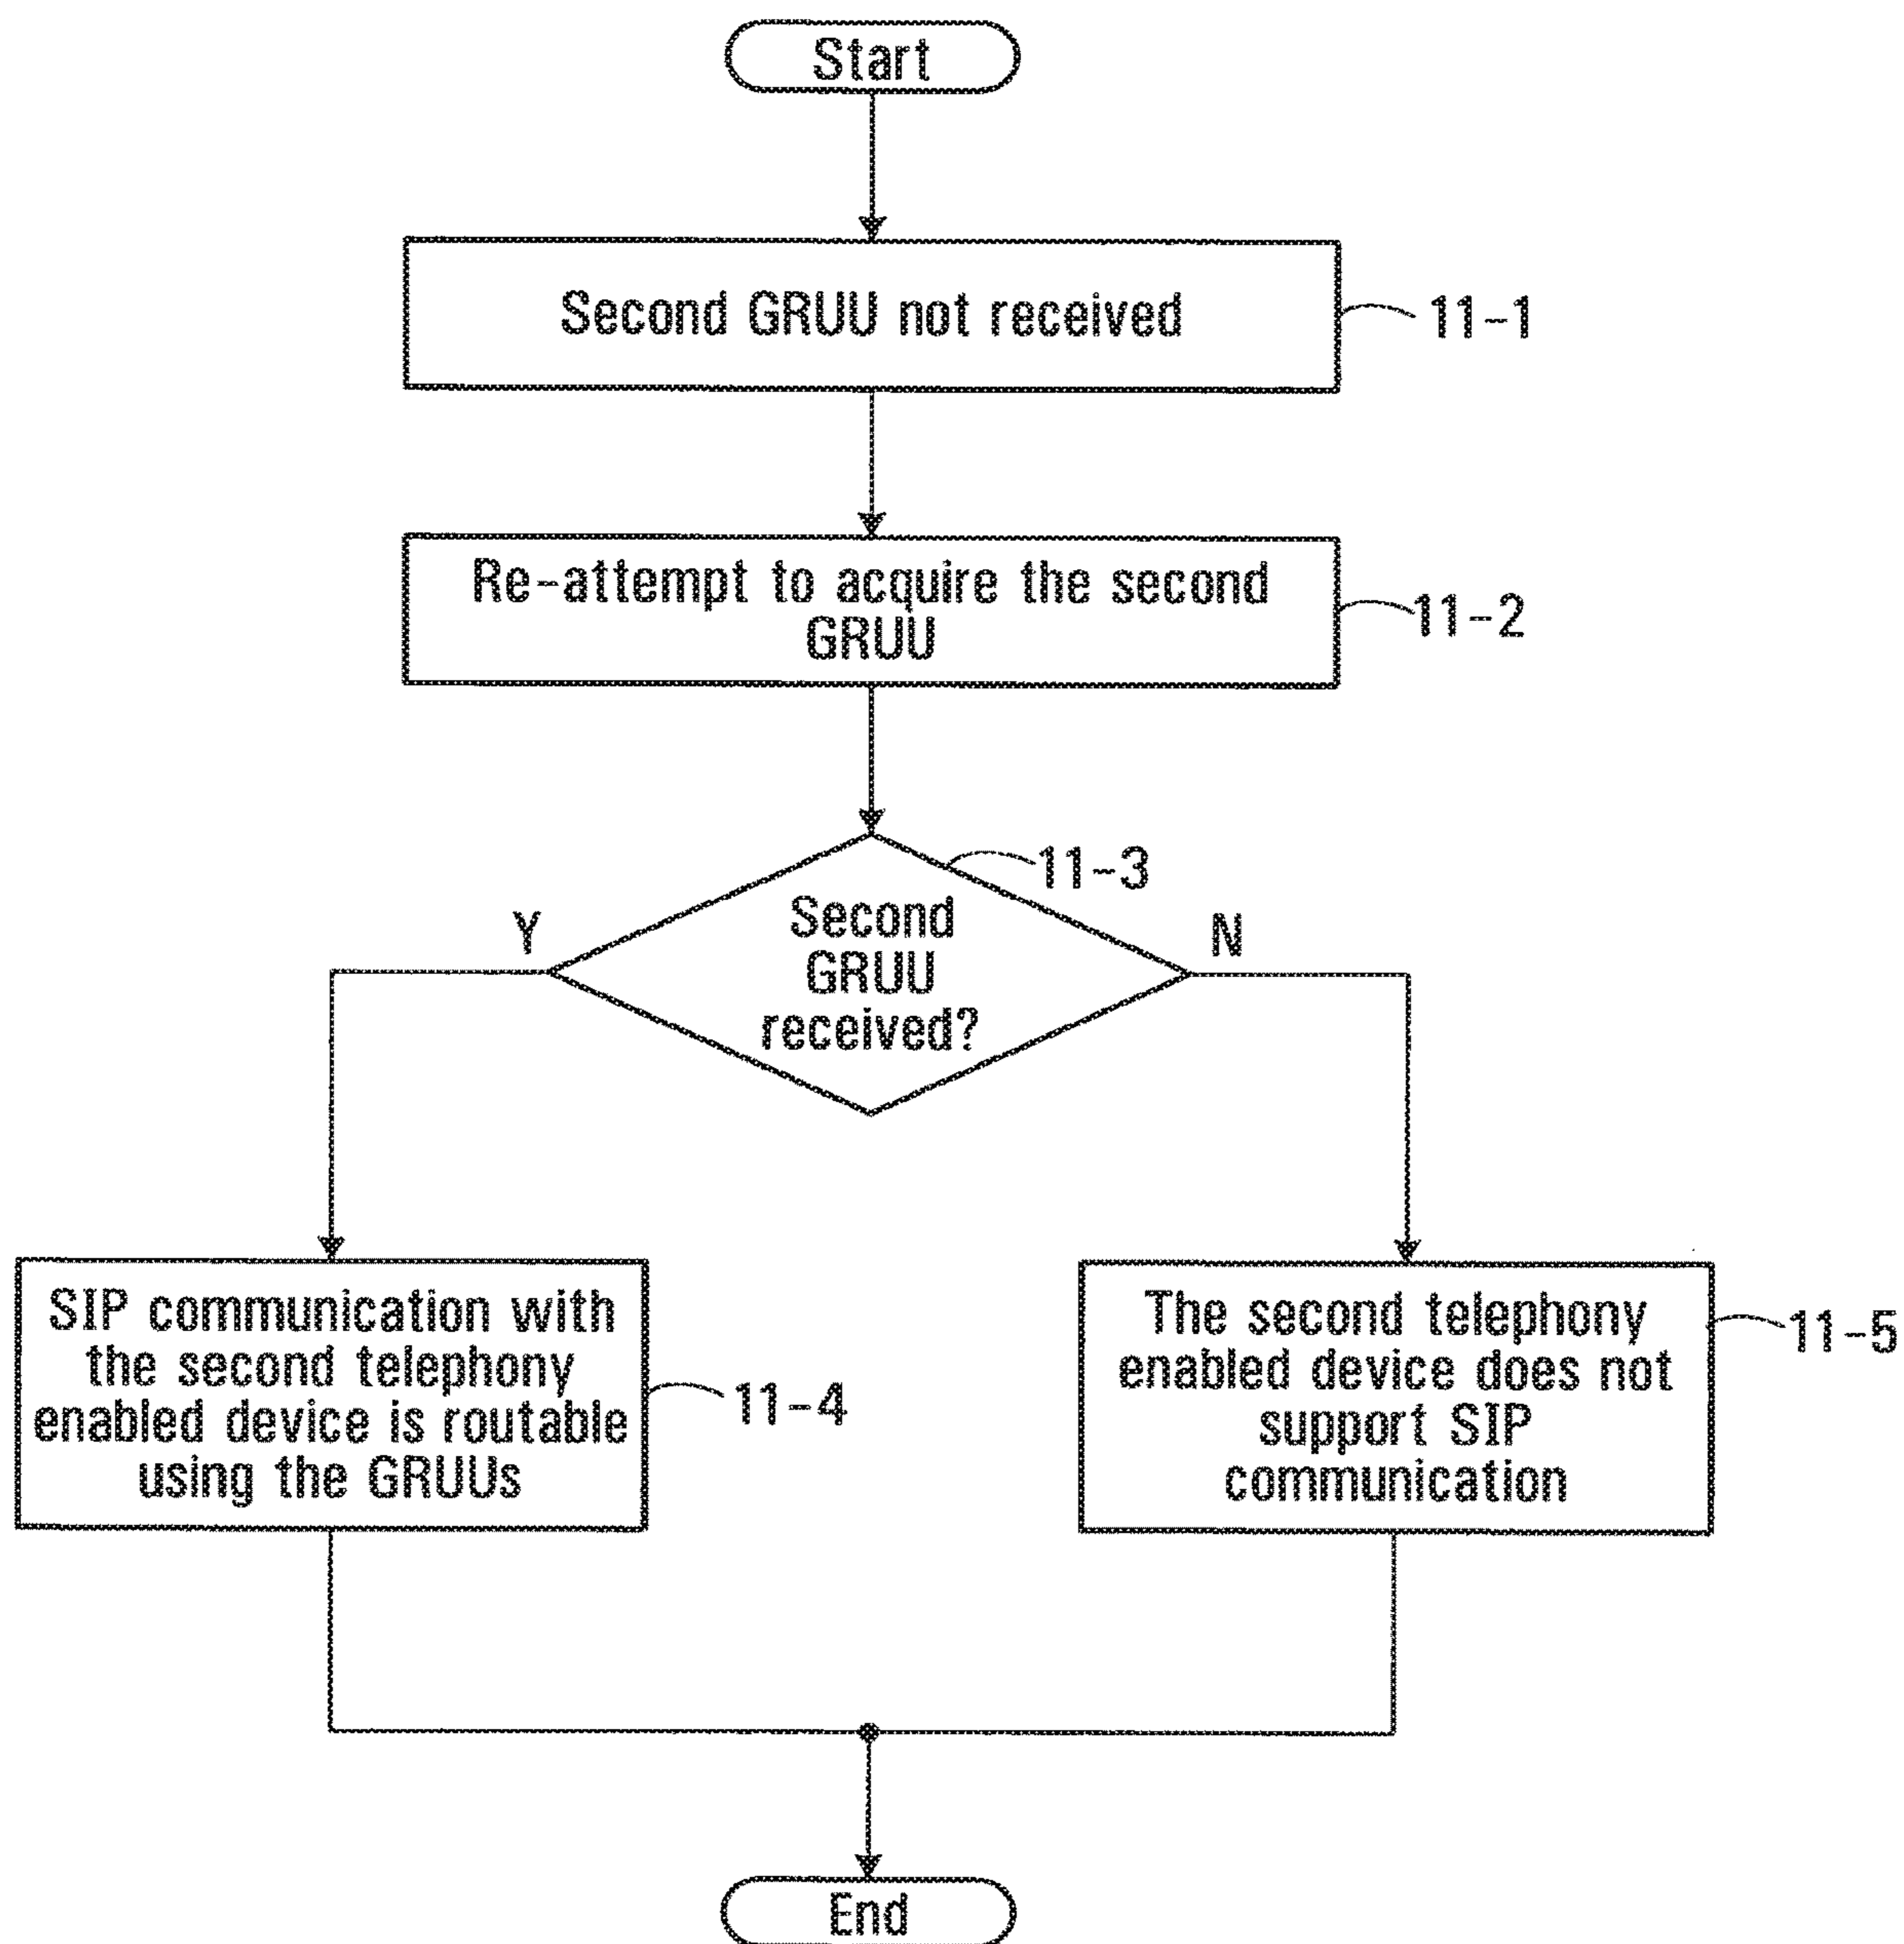 Start
Second GRUU not received
11-1
Re-attempt to acquire the second
GRUU
11-2
11-3
Y
N
Second
GRUU
received?
SIP communication with
the second telephony
enabled device is routable
using the GRUUs
11-4
The second telephony
enabled device does not
support SIP
communication
11-5
End